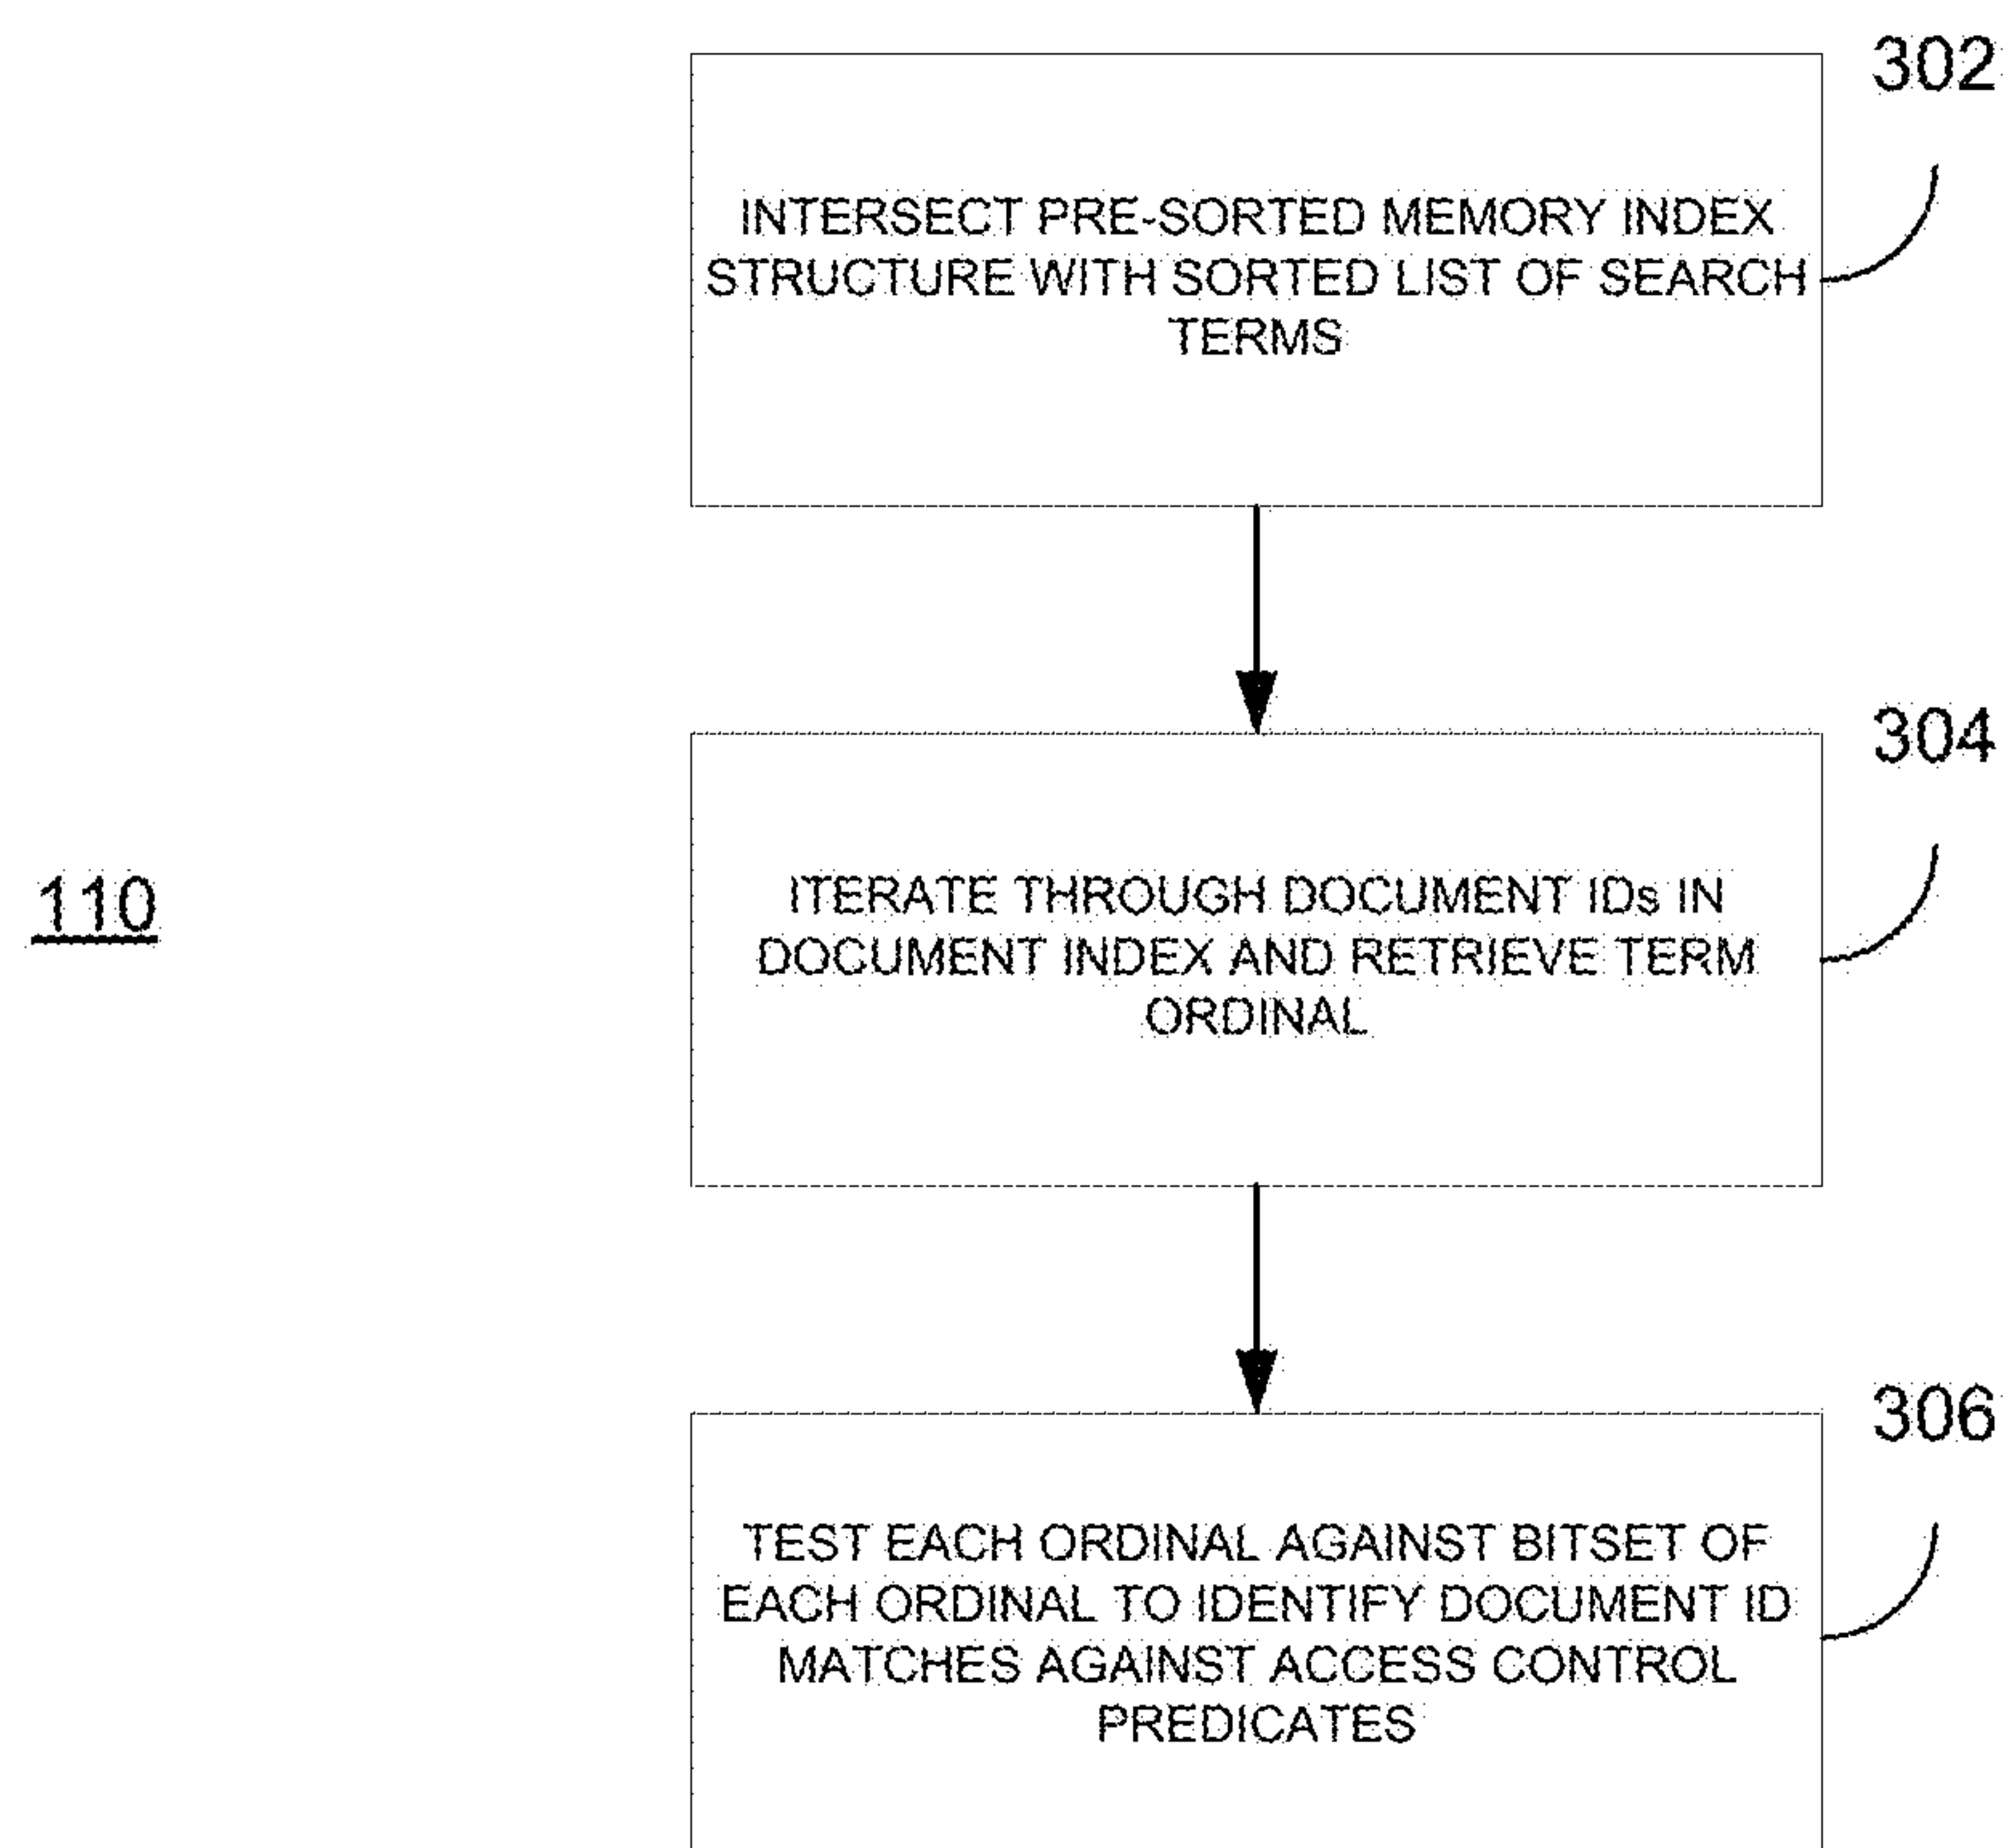 302
INTERSECT PRE-SORTED MEMORY INDEX
STRUCTURE WITH SORTED LIST OF SEARCH
TERMS
304
110
ITERATE THROUGH DOCUMENT IDs IN
DOCUMENT INDEX AND RETRIEVE TERM
ORDINAL
306
TEST EACH ORDINAL AGAINST BITSET OF
EACH ORDINAL TO IDENTIFY DOCUMENT ID
MATCHES AGAINST ACCESS CONTROL
PREDICATES